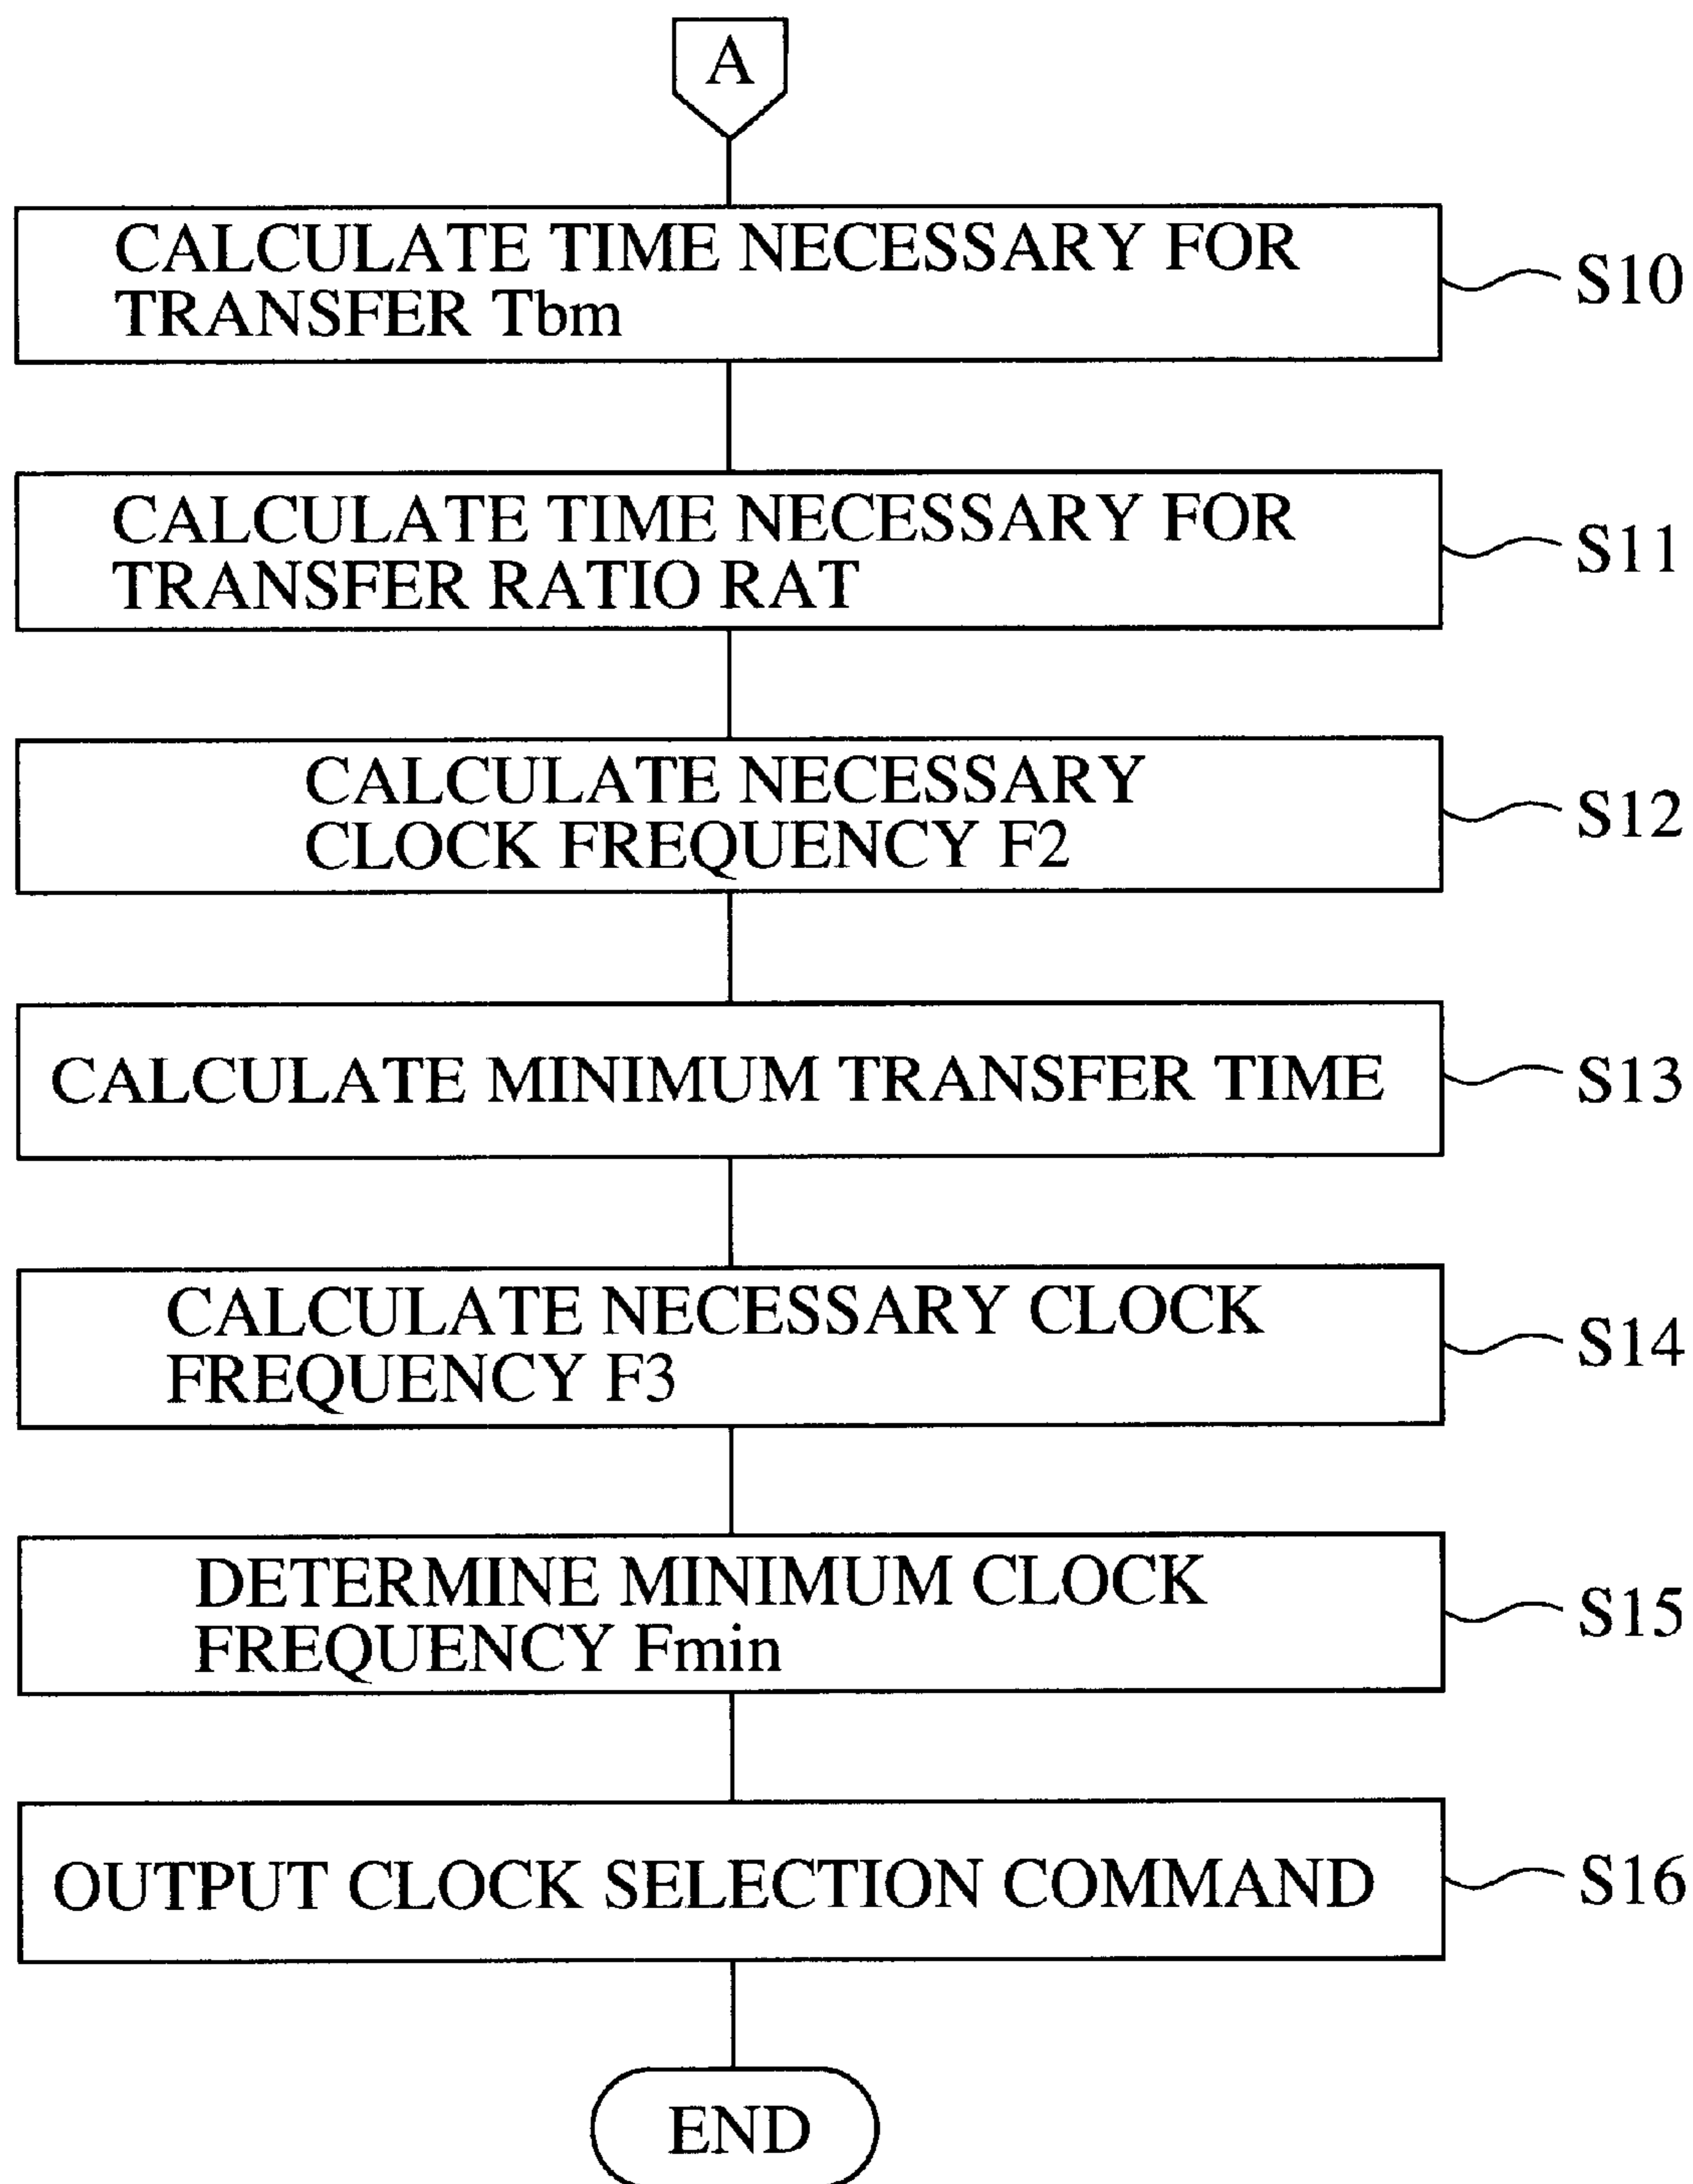 A
CALCULATE TIME NECESSARY FOR
TRANSFER Tbm
S10
CALCULATE TIME NECESSARY FOR
TRANSFER RATIO RAT
S11
CALCULATE NECESSARY
CLOCK FREQUENCY F2
S12
CALCULATE MINIMUM TRANSFER TIME
S13
CALCULATE NECESSARY CLOCK
FREQUENCY F3
S14
DETERMINE MINIMUM CLOCK
FREQUENCY Fmin
S15
OUTPUT CLOCK SELECTION COMMAND
S16
END